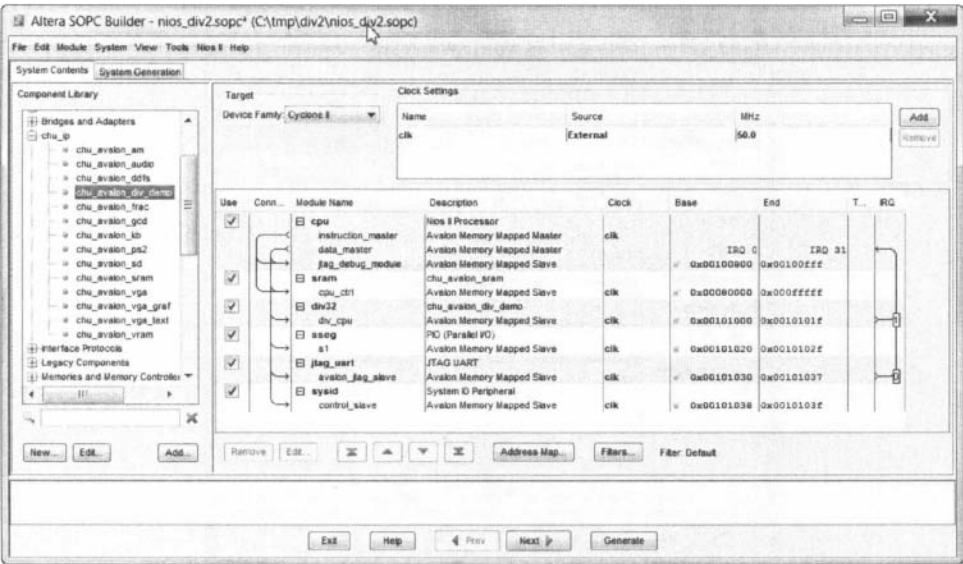 Altera SOPC Builder - nios_div2.sopc* (C:\tmp\div2\nios_div2.sopc)
File Edit Module System View Tools Nios II Help
System Contents System Generation
Component Library
Bridges and Adapters
chu_ip
chu_avalon_am
chu_avalon_audio
chu_avalon_ddfs
chu_avalon_div_demo
chu_avalon_frac
chu_avalon_gcd
chu_avalon_kb
chu_avalon_ps2
chu_avalon_sd
chu_avalon_sram
chu_avalon_vga
chu_avalon_vga_graf
chu_avalon_vga_text
chu_avalon_vram
Interface Protocols
Legacy Components
Memories and Memory Controller
New... Edit... Add...
Target
Device Family: Cyclone II
Clock Settings
Name Source MHz
clk External 50.0
Add
Remove
Use Conn... Module Name Description Clock Base End T... IRQ
cpu Nios II Processor
instruction_master Avalon Memory Mapped Master clk
data_master Avalon Memory Mapped Master IRQ 0 IRQ 31
jtag_debug_module Avalon Memory Mapped Slave 0x00100800 0x00100fff
sram chu_avalon_sram
cpu_ctrl Avalon Memory Mapped Slave clk 0x00080000 0x000fffff
div32 chu_avalon_div_demo
div_cpu Avalon Memory Mapped Slave clk 0x00101000 0x0010101f
sseg PIO (Parallel I/O)
s1 Avalon Memory Mapped Slave clk 0x00101020 0x0010102f
jtag_uart JTAG UART
avalon_jtag_slave Avalon Memory Mapped Slave clk 0x00101030 0x00101037
sysid System ID Peripheral
control_slave Avalon Memory Mapped Slave clk 0x00101038 0x0010103f
Remove Edit... Address Map... Filters... Filter: Default
Exit Help Prev Next Generate